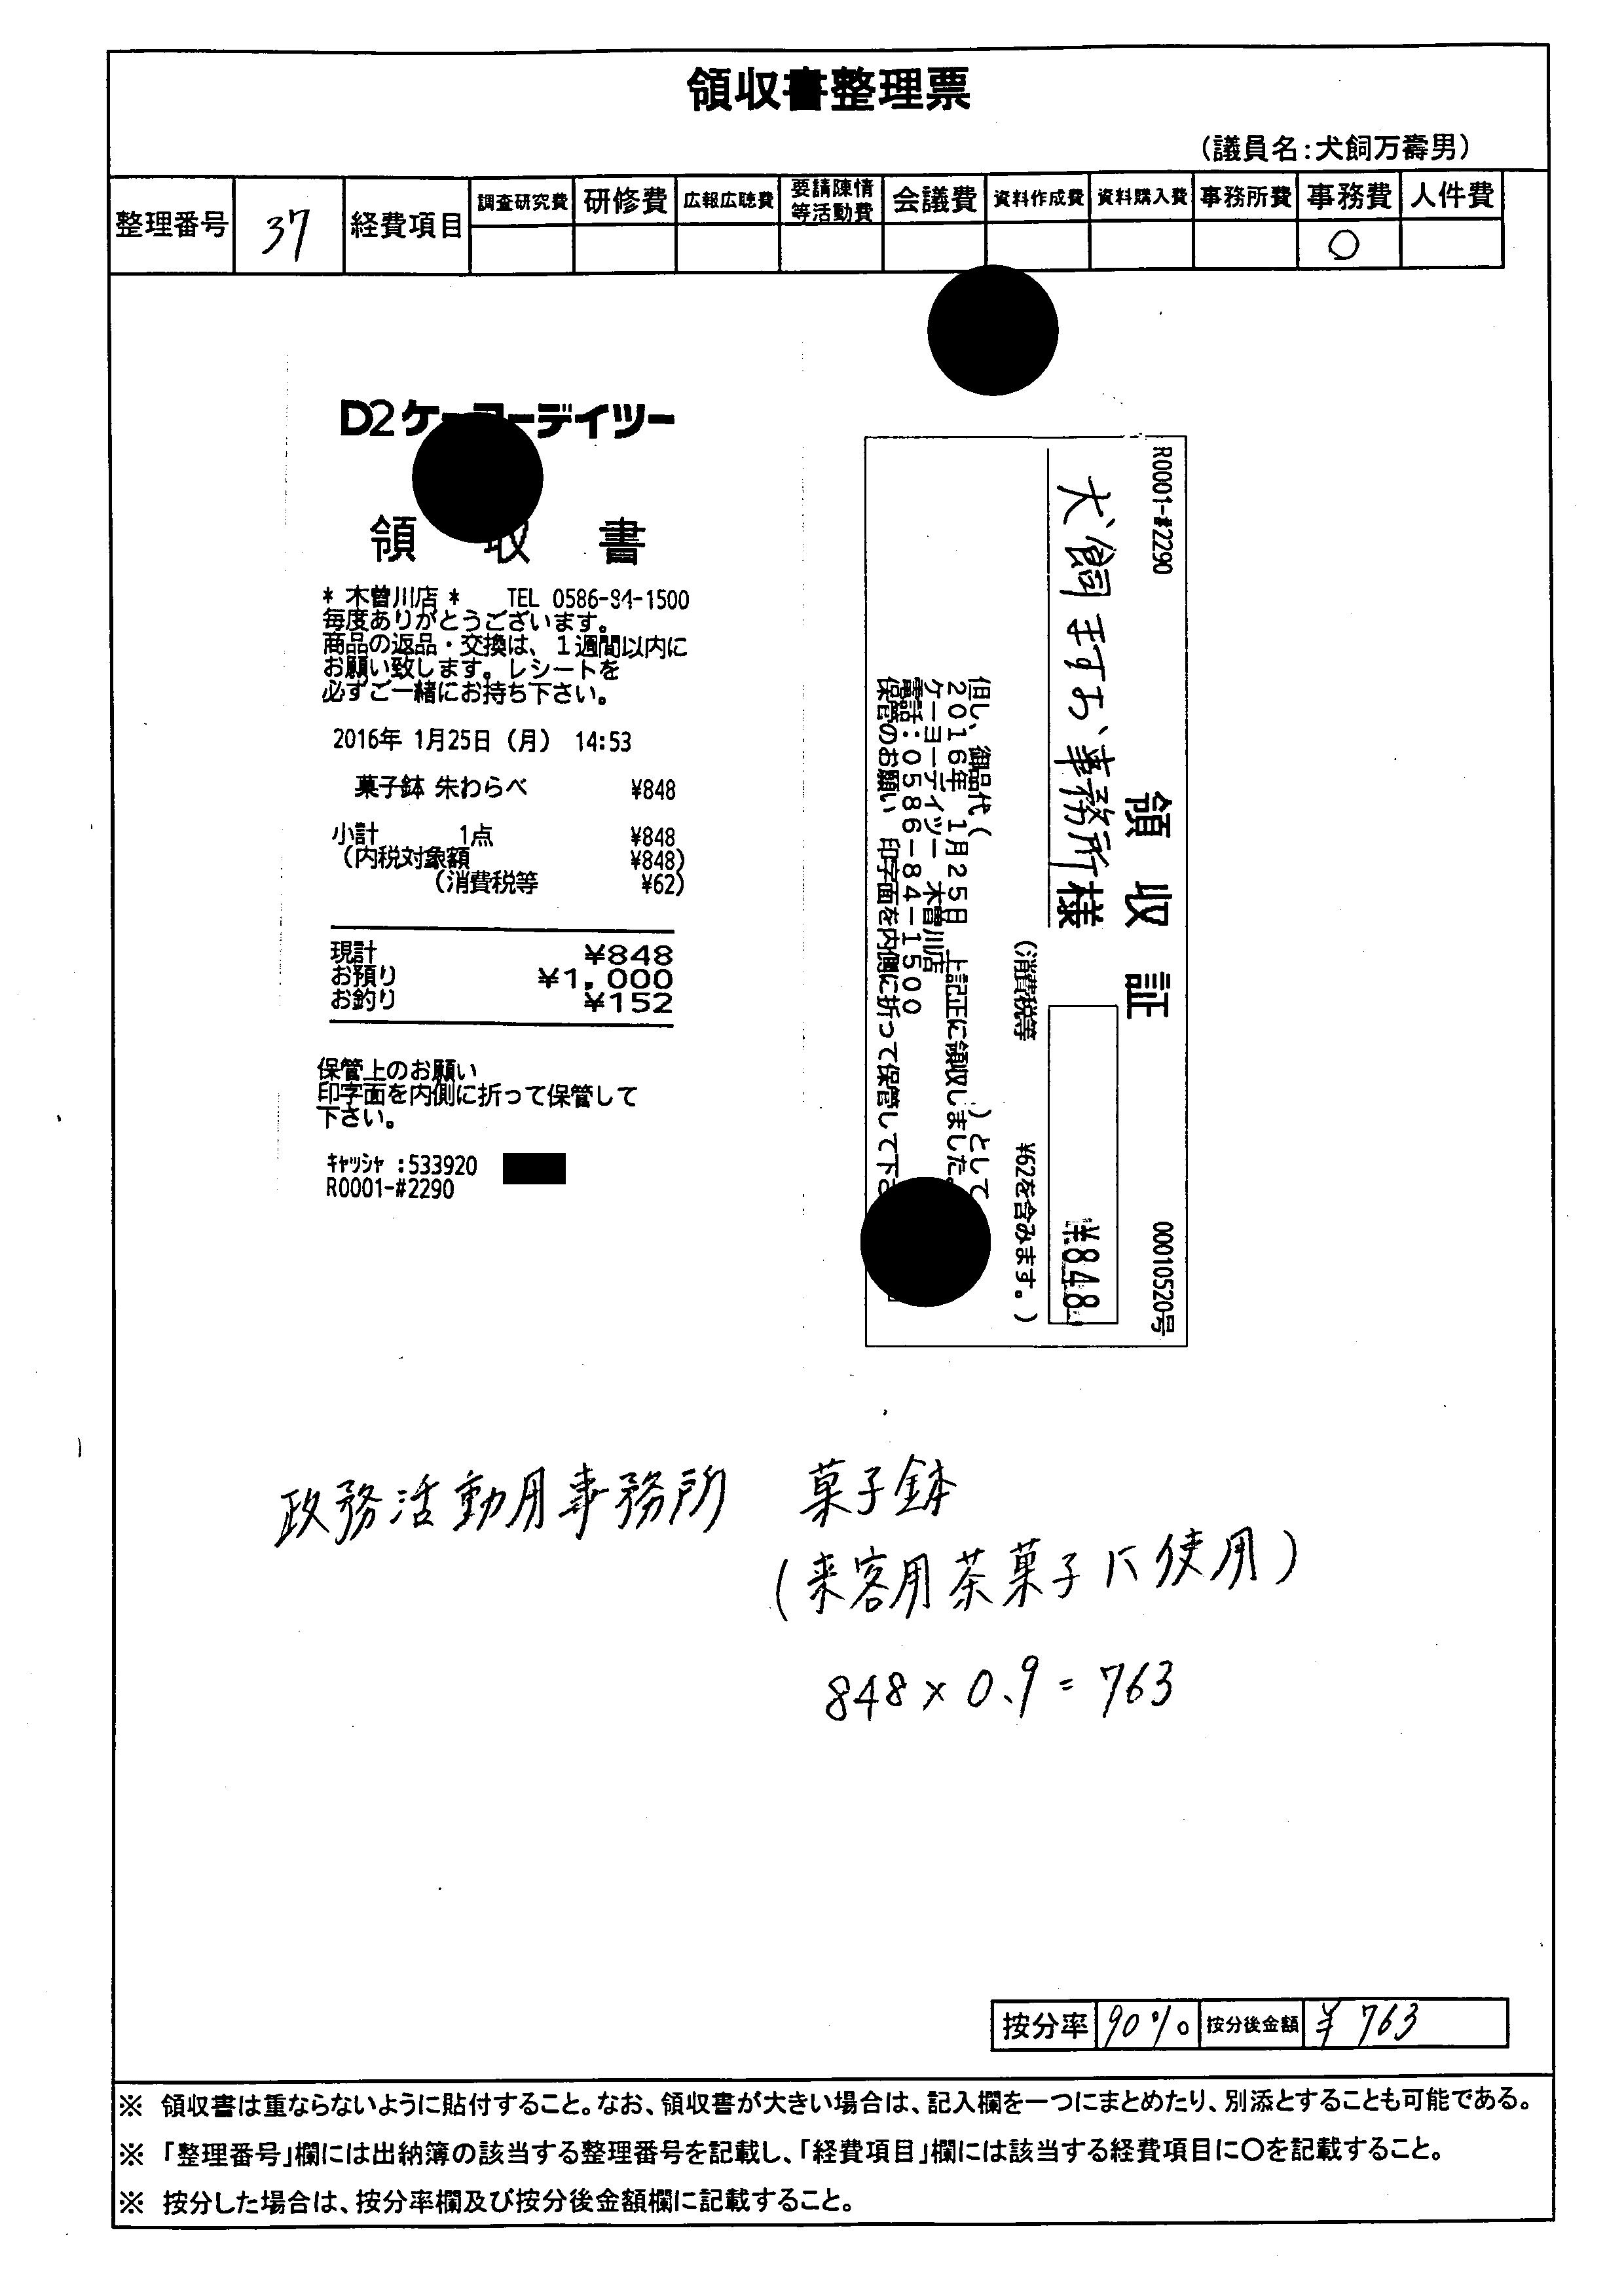 領収書整理票
(議員名:犬飼万壽男)
整理番号 37 経費項目 調査研究費 研修費 広報広聴費 要請陳情等活動費 会議費 資料作成費 資料購入費 事務所費 事務費 人件費
○
D2ケーヨーデイツー
領 収 書
* 木曽川店 * TEL 0586-84-1500
毎度ありがとうございます。
商品の返品・交換は、1週間以内に
お願い致します。レシートを
必ずご一緒にお持ち下さい。
2016年 1月25日(月) 14:53
菓子鉢 朱わらべ ¥848
小計 1点 ¥848
(内税対象額 ¥848)
(消費税等 ¥62)
現計 ¥848
お預り ¥1,000
お釣り ¥152
保管上のお願い
印字面を内側に折って保管して
下さい。
キャッシャ:533920
R0001-#2290
R0001-#2290 領収証 00010520号
犬飼ますお事務所様 ¥848
(消費税等 ¥62を含みます。)
但し、御品代( )として
2016年 1月25日 上記正に領収しました。
ケーヨーデイツー 木曽川店
電話:0586-84-1500
保管のお願い 印字面を内側に折って保管して下さ
政務活動用事務所 菓子鉢
(来客用茶菓子に使用)
848×0.9=763
按分率 90% 按分後金額 ¥763
※ 領収書は重ならないように貼付すること。なお、領収書が大きい場合は、記入欄を一つにまとめたり、別添とすることも可能である。
※ 「整理番号」欄には出納簿の該当する整理番号を記載し、「経費項目」欄には該当する経費項目に○を記載すること。
※ 按分した場合は、按分率欄及び按分後金額欄に記載すること。